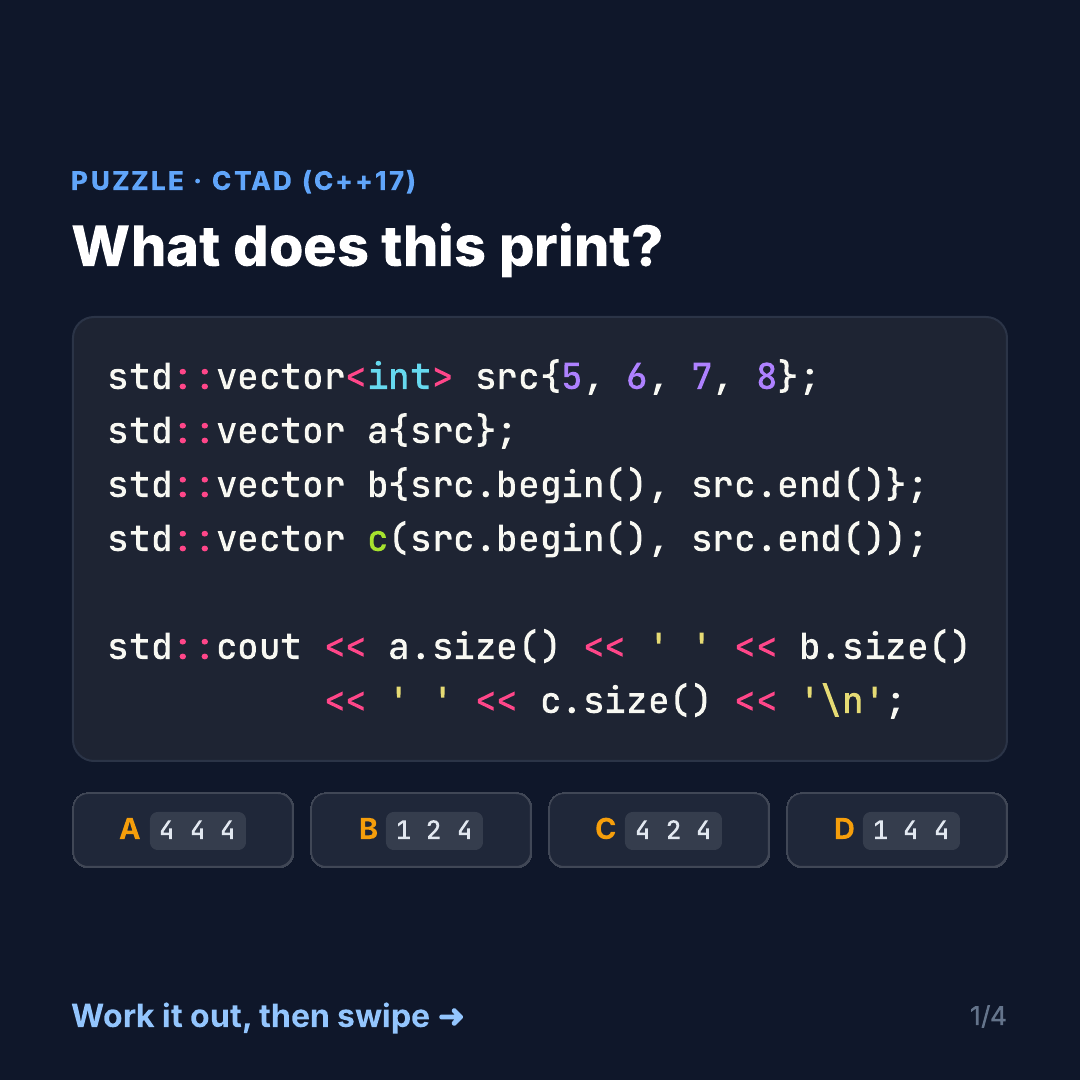 PUZZLE · CTAD (C++17)
What does this print?
std::vector<int> src{5, 6, 7, 8};
std::vector a{src};
std::vector b{src.begin(), src.end()};
std::vector c(src.begin(), src.end());
std::cout << a.size() << ' ' << b.size()
          << ' ' << c.size() << '\n';
A 4 4 4 B 1 2 4 C 4 2 4 D 1 4 4
Work it out, then swipe ➜ 1/4